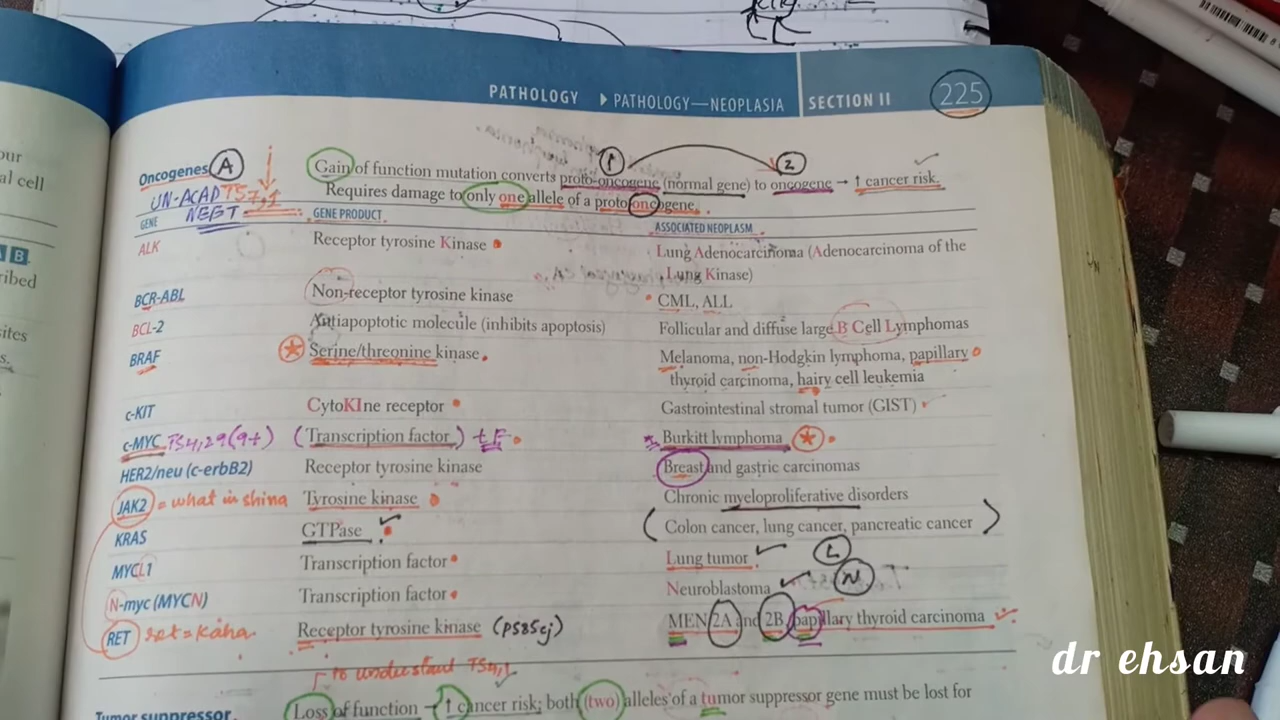 PATHOLOGY ▶ PATHOLOGY—NEOPLASIA SECTION II 225
Oncogenes A
Gain of function mutation converts proto-oncogene (normal gene) to oncogene → ↑ cancer risk.
1 2
Requires damage to only one allele of a proto-oncogene.
GENE GENE PRODUCT ASSOCIATED NEOPLASM
ALK Receptor tyrosine Kinase Lung Adenocarcinoma (Adenocarcinoma of the
Lung Kinase)
BCR-ABL Non-receptor tyrosine kinase CML, ALL
BCL-2 Antiapoptotic molecule (inhibits apoptosis) Follicular and diffuse large B Cell Lymphomas
BRAF Serine/threonine kinase Melanoma, non-Hodgkin lymphoma, papillary
thyroid carcinoma, hairy cell leukemia
c-KIT CytoKIne receptor Gastrointestinal stromal tumor (GIST)
c-MYC (Transcription factor) Burkitt lymphoma
HER2/neu (c-erbB2) Receptor tyrosine kinase Breast and gastric carcinomas
JAK2 = what in shina Tyrosine kinase Chronic myeloproliferative disorders
KRAS GTPase (Colon cancer, lung cancer, pancreatic cancer)
MYCL1 Transcription factor Lung tumor L
N-myc (MYCN) Transcription factor Neuroblastoma N
RET Receptor tyrosine kinase MEN 2A and 2B, papillary thyroid carcinoma
to understant
Tumor suppressor Loss of function → ↑ cancer risk; both (two) alleles of a tumor suppressor gene must be lost for
dr ehsan